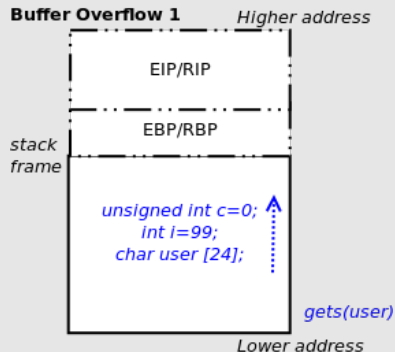 Buffer Overflow 1
Higher address
EIP/RIP
EBP/RBP
stack
frame
unsigned int c=0;
int i=99;
char user [24];
gets(user)
Lower address